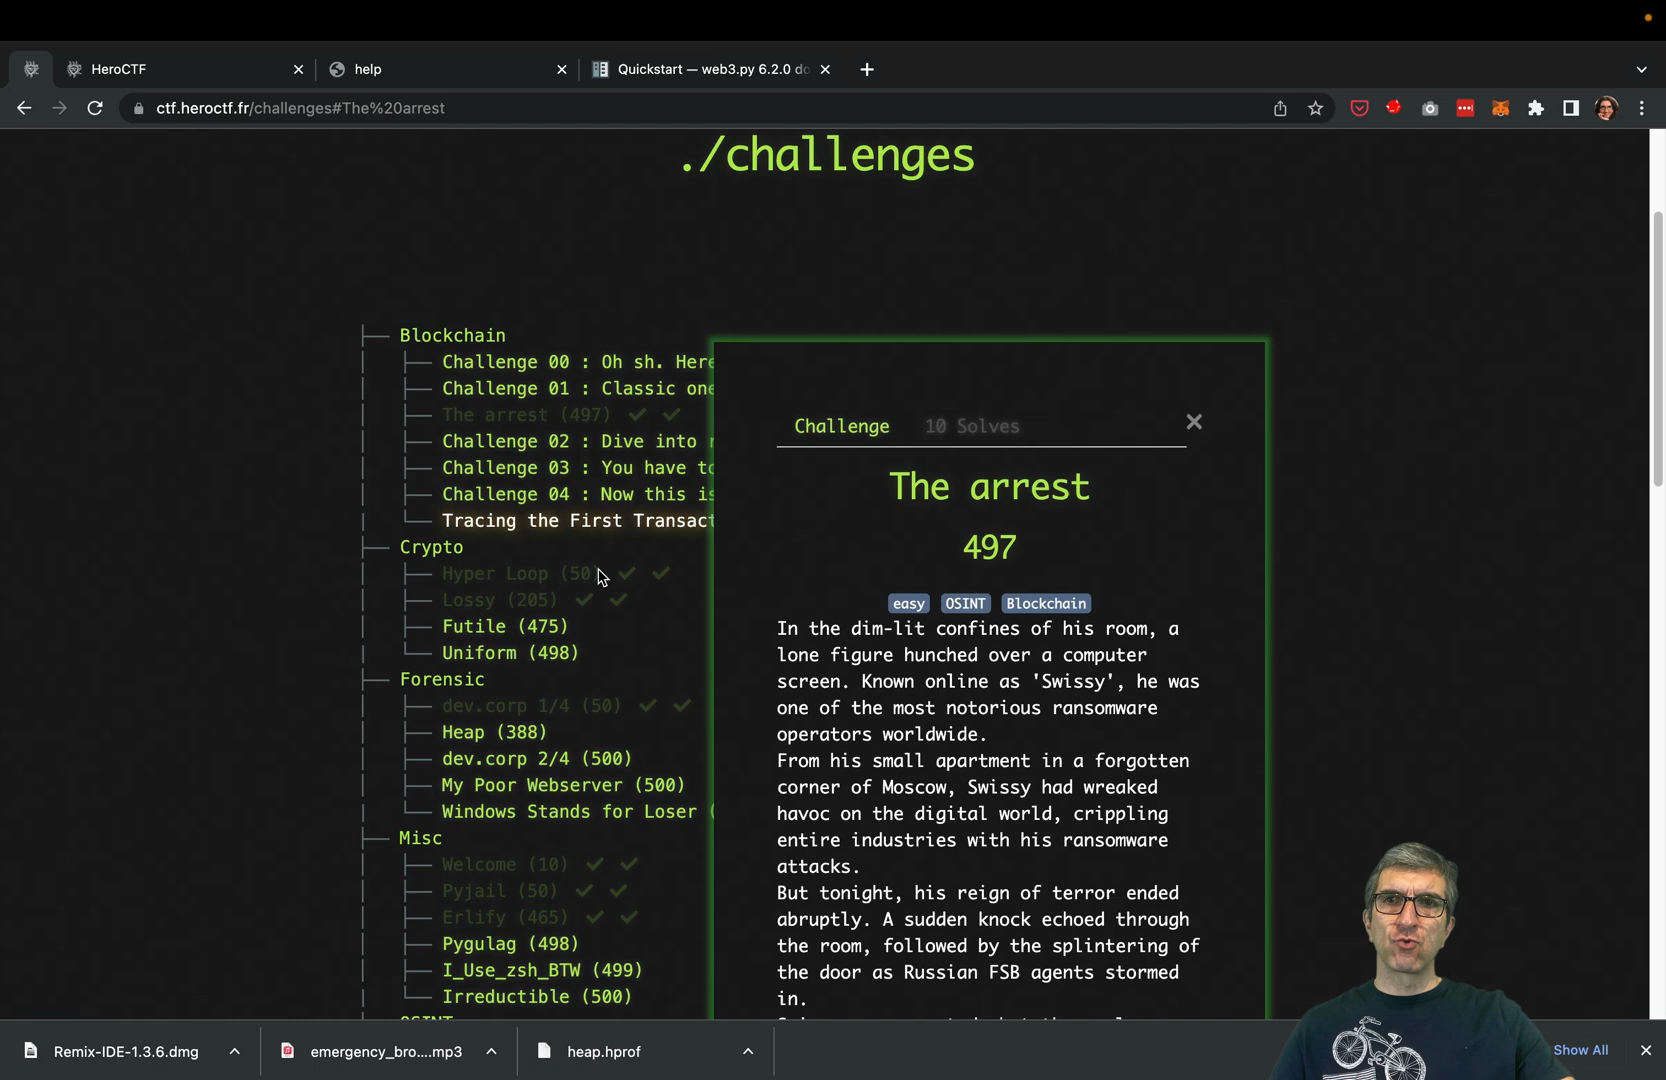 HeroCTF
help
Quickstart — web3.py 6.2.0 do
ctf.heroctf.fr/challenges#The%20arrest
./challenges
Blockchain
Challenge 00 : Oh sh. Here
Challenge 01 : Classic one
The arrest (497)
Challenge 02 : Dive into r
Challenge 03 : You have to
Challenge 04 : Now this is
Tracing the First Transact
Crypto
Hyper Loop (50)
Lossy (205)
Futile (475)
Uniform (498)
Forensic
dev.corp 1/4 (50)
Heap (388)
dev.corp 2/4 (500)
My Poor Webserver (500)
Windows Stands for Loser (
Misc
Welcome (10)
Pyjail (50)
Erlify (465)
Pygulag (498)
I_Use_zsh_BTW (499)
Irreductible (500)
OSINT
Challenge 10 Solves
The arrest
497
easy OSINT Blockchain
In the dim-lit confines of his room, a
lone figure hunched over a computer
screen. Known online as 'Swissy', he was
one of the most notorious ransomware
operators worldwide.
From his small apartment in a forgotten
corner of Moscow, Swissy had wreaked
havoc on the digital world, crippling
entire industries with his ransomware
attacks.
But tonight, his reign of terror ended
abruptly. A sudden knock echoed through
the room, followed by the splintering of
the door as Russian FSB agents stormed
in.
Remix-IDE-1.3.6.dmg
emergency_bro....mp3
heap.hprof
Show All